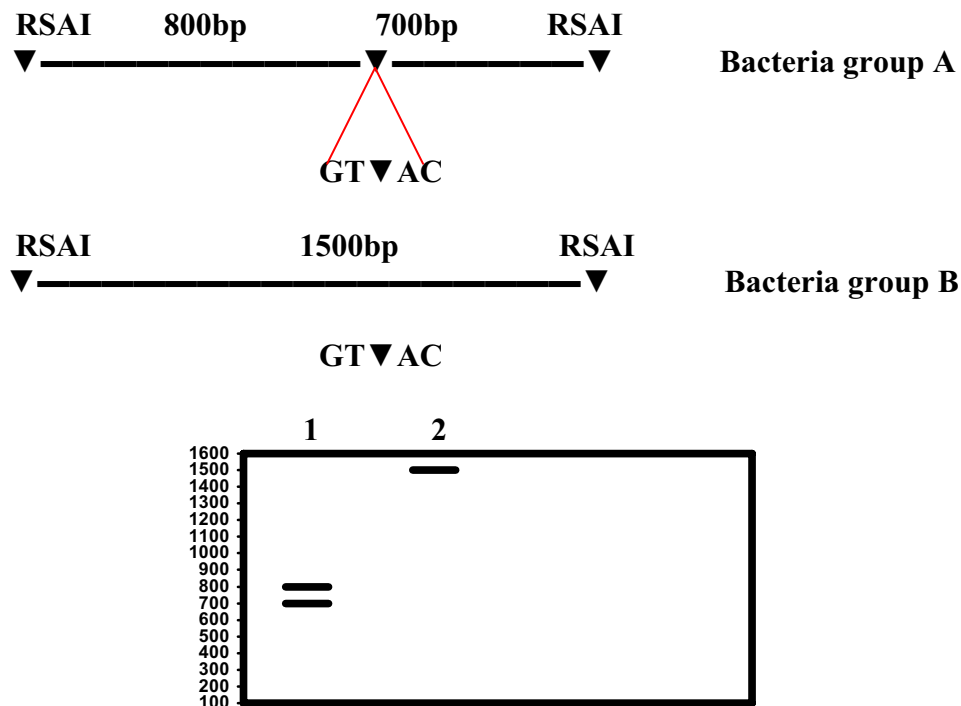 RSAI 800bp 700bp RSAI
Bacteria group A
GT▼AC
RSAI 1500bp RSAI
Bacteria group B
GT▼AC
1 2
1600
1500
1400
1300
1200
1100
1000
900
800
700
600
500
400
300
200
100